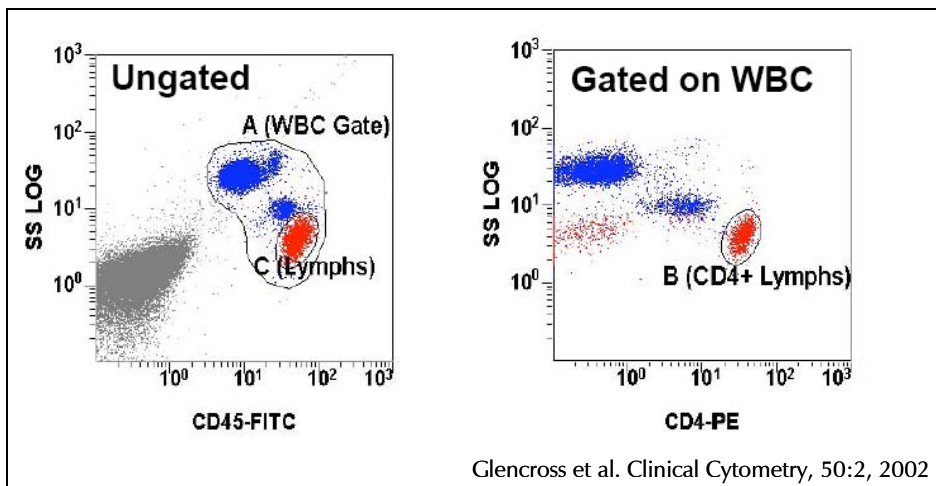 Ungated
A (WBC Gate)
C (Lymphs)
SS LOG
10³
10²
10¹
10⁰
10⁰ 10¹ 10² 10³
CD45-FITC
Gated on WBC
B (CD4+ Lymphs)
SS LOG
10³
10²
10¹
10⁰
10⁰ 10¹ 10² 10³
CD4-PE
Glencross et al. Clinical Cytometry, 50:2, 2002